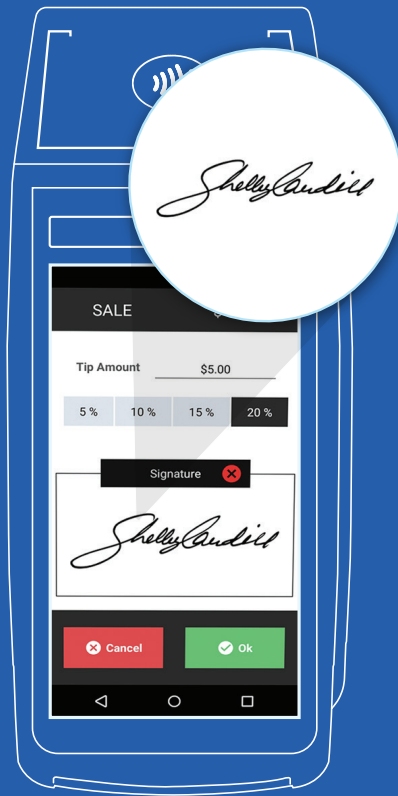 Shelly Caudill
SALE
Tip Amount $5.00
5 % 10 % 15 % 20 %
Signature
Shelly Caudill
Cancel Ok